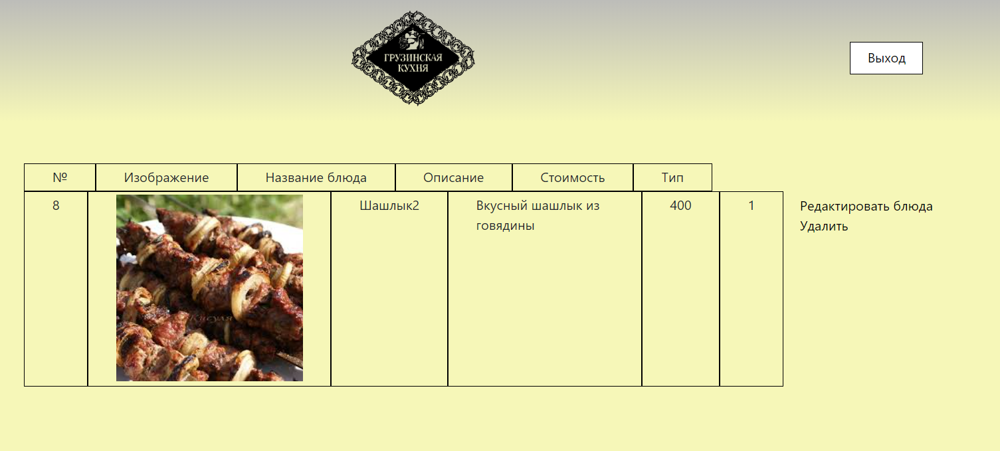 ГРУЗИНСКАЯ
КУХНЯ
Выход
№ Изображение Название блюда Описание Стоимость Тип
8 Шашлык2 Вкусный шашлык из 400 1 Редактировать блюда
говядины Удалить